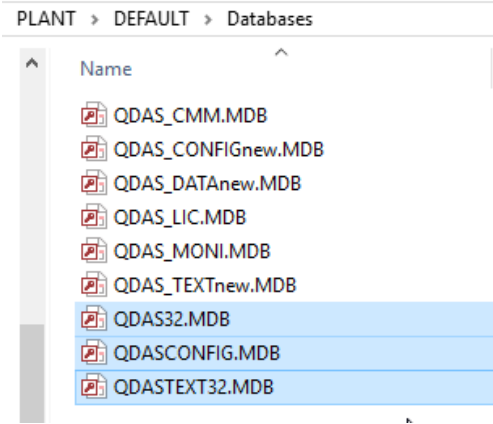 PLANT > DEFAULT > Databases
Name
QDAS_CMM.MDB
QDAS_CONFIGnew.MDB
QDAS_DATAnew.MDB
QDAS_LIC.MDB
QDAS_MONI.MDB
QDAS_TEXTnew.MDB
QDAS32.MDB
QDASCONFIG.MDB
QDASTEXT32.MDB